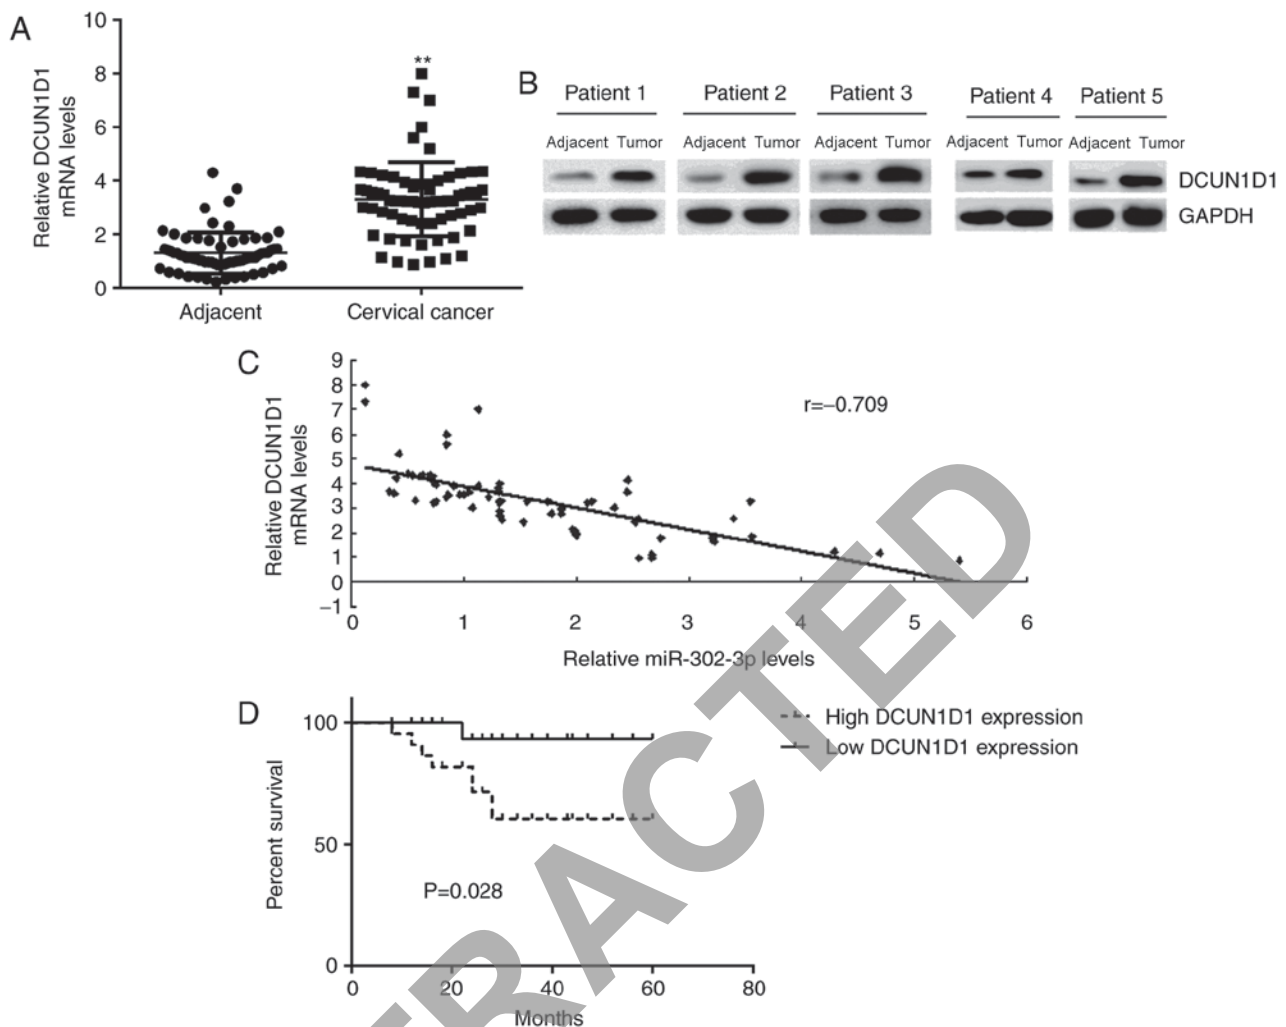 A
Relative DCUN1D1
mRNA levels
10
8
6
4
2
0
**
Adjacent
Cervical cancer
B
Patient 1
Patient 2
Patient 3
Patient 4
Patient 5
Adjacent Tumor
Adjacent Tumor
Adjacent Tumor
Adjacent Tumor
Adjacent Tumor
DCUN1D1
GAPDH
C
Relative DCUN1D1
mRNA levels
9
8
7
6
5
4
3
2
1
0
−1
r=−0.709
0 1 2 3 4 5 6
Relative miR-302-3p levels
D
Percent survival
100
50
0
High DCUN1D1 expression
Low DCUN1D1 expression
P=0.028
0 20 40 60 80
Months
TRACTED